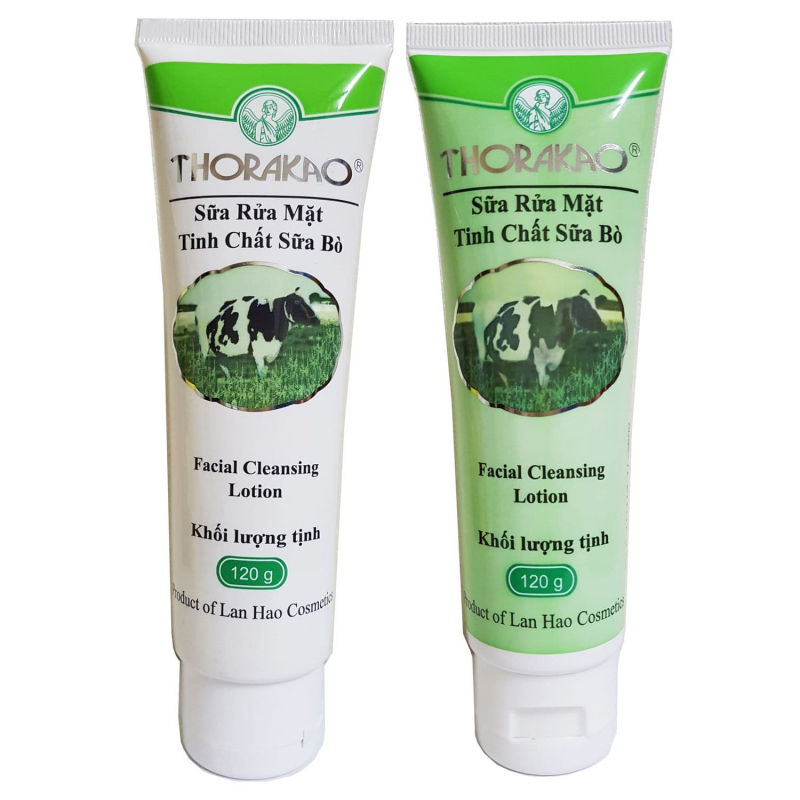 THORAKAO®
Sữa Rửa Mặt
Tinh Chất Sữa Bò
Facial Cleansing
Lotion
Khối lượng tịnh
120 g
Product of Lan Hao Cosmetics
THORAKAO®
Sữa Rửa Mặt
Tinh Chất Sữa Bò
Facial Cleansing
Lotion
Khối lượng tịnh
120 g
Product of Lan Hao Cosmetics